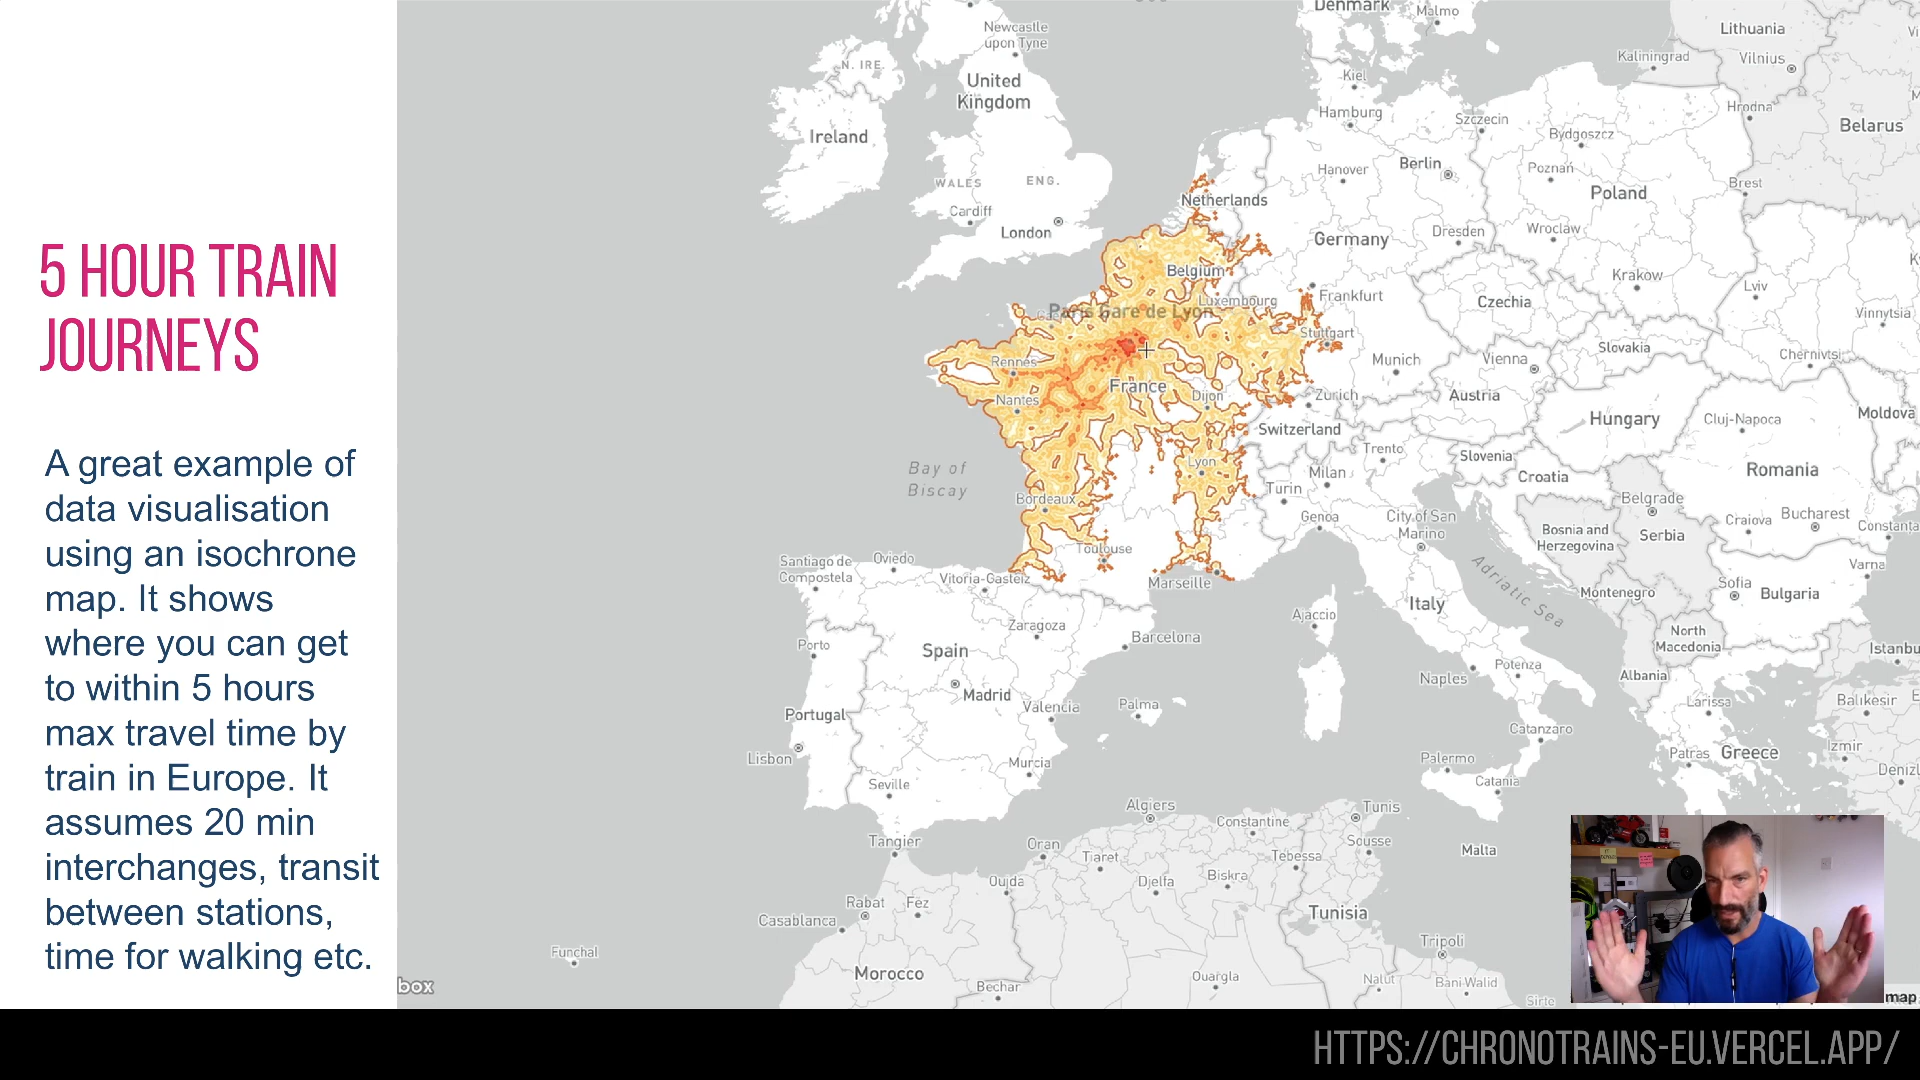 5 HOUR TRAIN
JOURNEYS
A great example of
data visualisation
using an isochrone
map. It shows
where you can get
to within 5 hours
max travel time by
train in Europe. It
assumes 20 min
interchanges, transit
between stations,
time for walking etc.
Denmark
Malmo
Newcastle
upon Tyne
Lithuania
Kaliningrad
Vilnius
N. IRE.
Kiel
United
Kingdom
Hamburg
Szczecin
Hrodna
Ireland
Bydgoszcz
Belarus
Hanover
Berlin
Poznań
WALES
ENG.
Brest
Netherlands
Poland
Cardiff
London
Germany
Dresden
Wroclaw
Belgium
Krakow
Lviv
Luxembourg
Frankfurt
Czechia
Paris Gare de Lyon
Vinnytsia
Stuttgart
Slovakia
Rennes
Munich
Vienna
Chernivtsi
France
Nantes
Dijon
Zurich
Austria
Hungary
Cluj-Napoca
Moldova
Switzerland
Slovenia
Trento
Lyon
Milan
Croatia
Romania
Bay of
Biscay
Turin
Bordeaux
Belgrade
Genoa
City of San
Marino
Bosnia and
Herzegovina
Serbia
Craiova
Bucharest
Constanta
Toulouse
Santiago de
Compostela
Oviedo
Vitoria-Gasteiz
Marseille
Adriatic Sea
Montenegro
Sofia
Bulgaria
Varna
Italy
Ajaccio
Zaragoza
Barcelona
North
Macedonia
Istanbu
Porto
Spain
Potenza
Albania
Naples
Madrid
Valencia
Palma
Larissa
Balıkesir
Portugal
Catanzaro
Patras
Greece
Izmir
Lisbon
Murcia
Palermo
Catania
Denizl
Seville
Algiers
Constantine
Tunis
Tangier
Oran
Tiaret
Tebessa
Sousse
Malta
Oujda
Djelfa
Biskra
Rabat
Fez
Casablanca
Tunisia
Tripoli
Funchal
Morocco
Bechar
Ouargla
Nalut
Bani Walid
Sirte
box
map
HTTPS://CHRONOTRAINS-EU.VERCEL.APP/